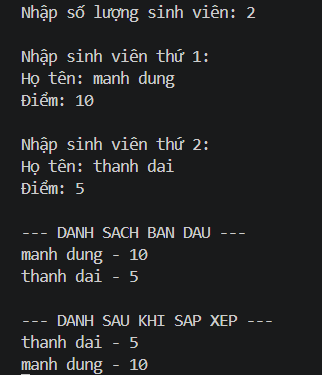 Nhập số lượng sinh viên: 2
Nhập sinh viên thứ 1:
Họ tên: manh dung
Điểm: 10
Nhập sinh viên thứ 2:
Họ tên: thanh dai
Điểm: 5
--- DANH SACH BAN DAU ---
manh dung - 10
thanh dai - 5
--- DANH SAU KHI SAP XEP ---
thanh dai - 5
manh dung - 10